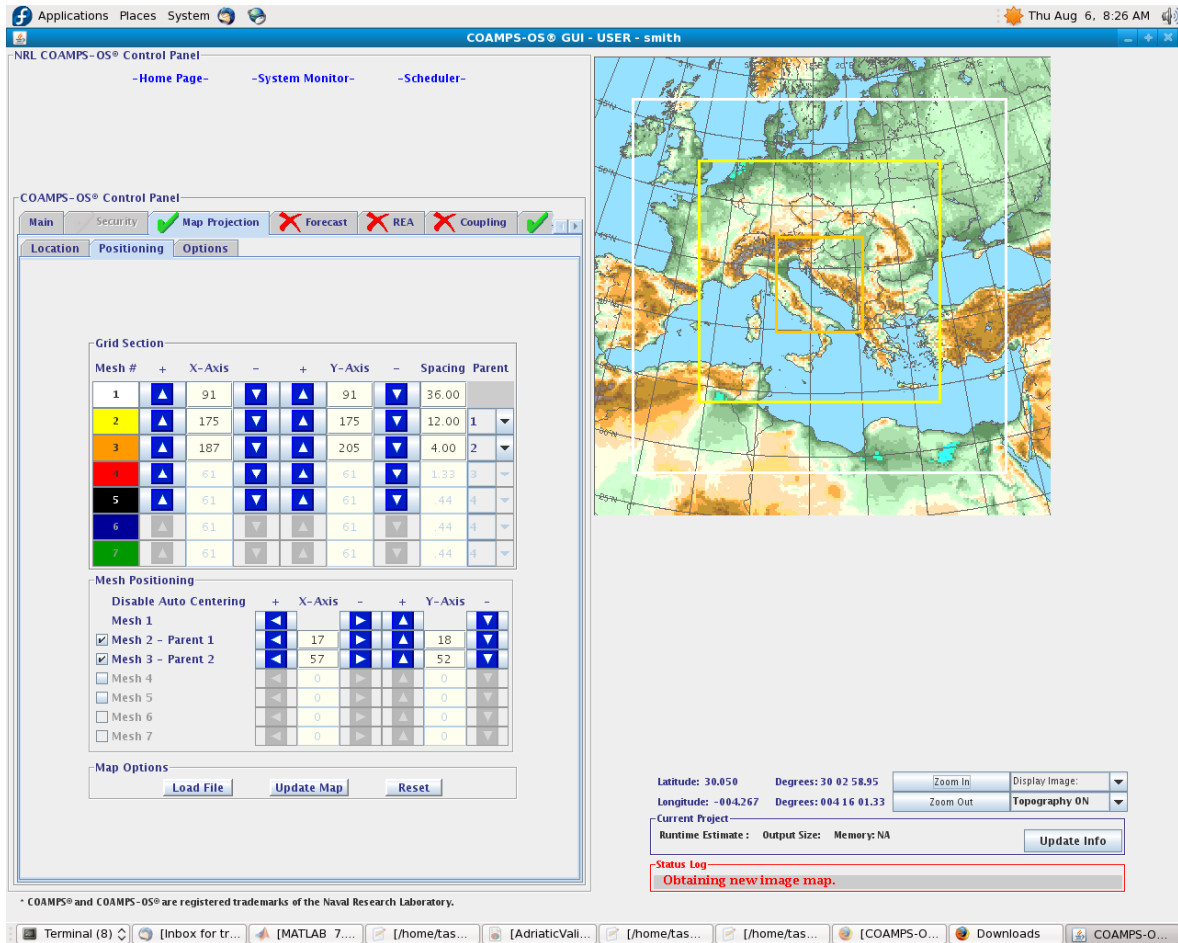 Applications Places System
Thu Aug 6, 8:26 AM
COAMPS-OS® GUI - USER - smith
NRL COAMPS-OS® Control Panel
-Home Page- -System Monitor- -Scheduler-
COAMPS-OS® Control Panel
Main Security Map Projection Forecast REA Coupling
Location Positioning Options
Grid Section
Mesh # + X-Axis - + Y-Axis - Spacing Parent
1 91 91 36.00
2 175 175 12.00 1
3 187 205 4.00 2
4 61 61 1.33 3
5 61 61 .44 4
6 61 61 .44 4
7 61 61 .44 4
Mesh Positioning
Disable Auto Centering + X-Axis - + Y-Axis -
Mesh 1
Mesh 2 - Parent 1 17 18
Mesh 3 - Parent 2 57 52
Mesh 4 0 0
Mesh 5 0 0
Mesh 6 0 0
Mesh 7 0 0
Map Options
Load File Update Map Reset
Latitude: 30.050 Degrees: 30 02 58.95 Zoom In Display Image:
Longitude: -004.267 Degrees: 004 16 01.33 Zoom Out Topography ON
Current Project
Runtime Estimate : Output Size: Memory: NA
Update Info
Status Log
Obtaining new image map.
* COAMPS® and COAMPS-OS® are registered trademarks of the Naval Research Laboratory.
Terminal (8) [Inbox for tr... [MATLAB 7.... [/home/tas... [AdriaticVali... [/home/tas... [/home/tas... [COAMPS-O... Downloads COAMPS-O...